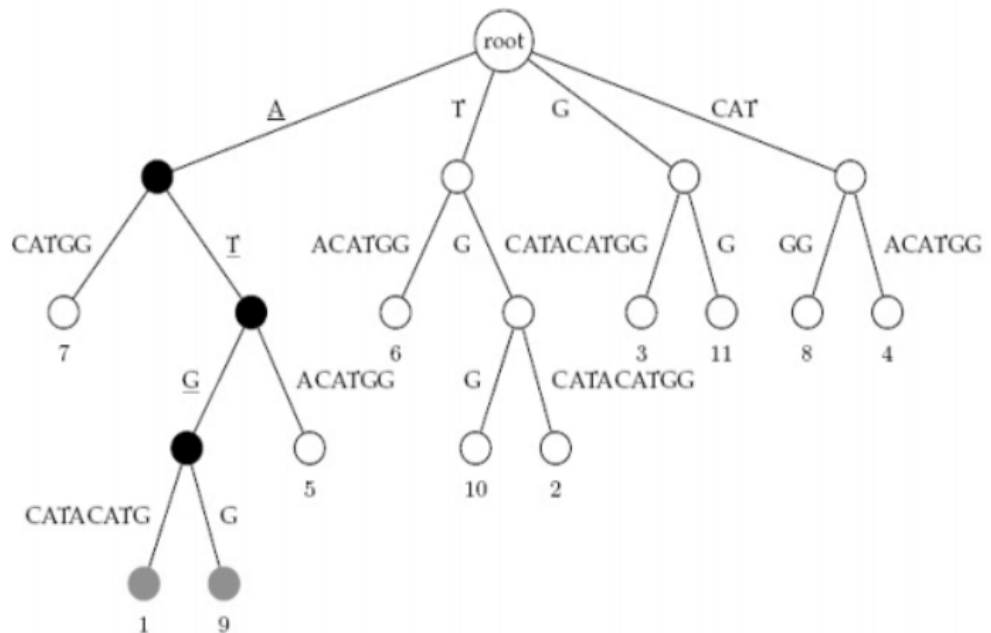 root
A T G CAT
CATGG T ACATGG G CATACATGG G GG ACATGG
7 6 3 11 8 4
G ACATGG G CATACATGG
5 10 2
CATACATG G
1 9